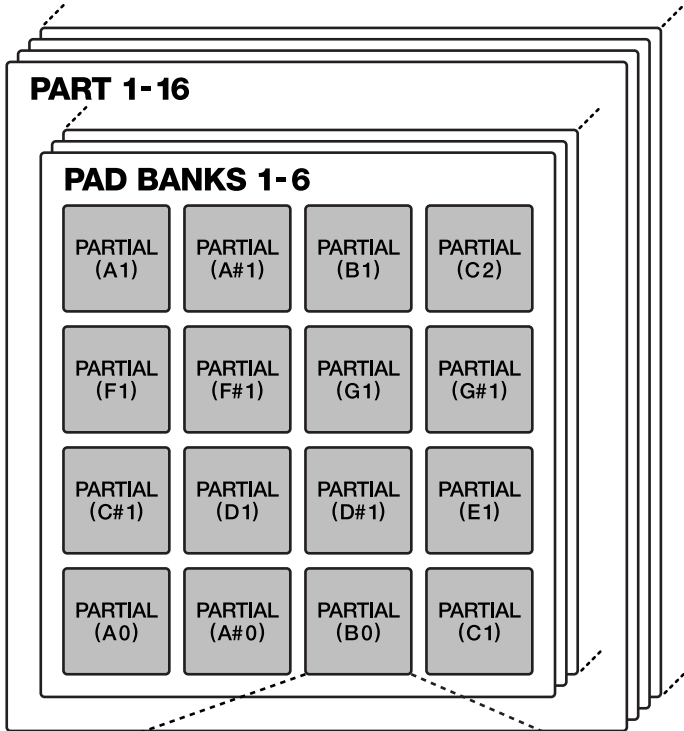 PART 1-16
PAD BANKS 1-6
PARTIAL
(A1)
PARTIAL
(A#1)
PARTIAL
(B1)
PARTIAL
(C2)
PARTIAL
(F1)
PARTIAL
(F#1)
PARTIAL
(G1)
PARTIAL
(G#1)
PARTIAL
(C#1)
PARTIAL
(D1)
PARTIAL
(D#1)
PARTIAL
(E1)
PARTIAL
(A0)
PARTIAL
(A#0)
PARTIAL
(B0)
PARTIAL
(C1)